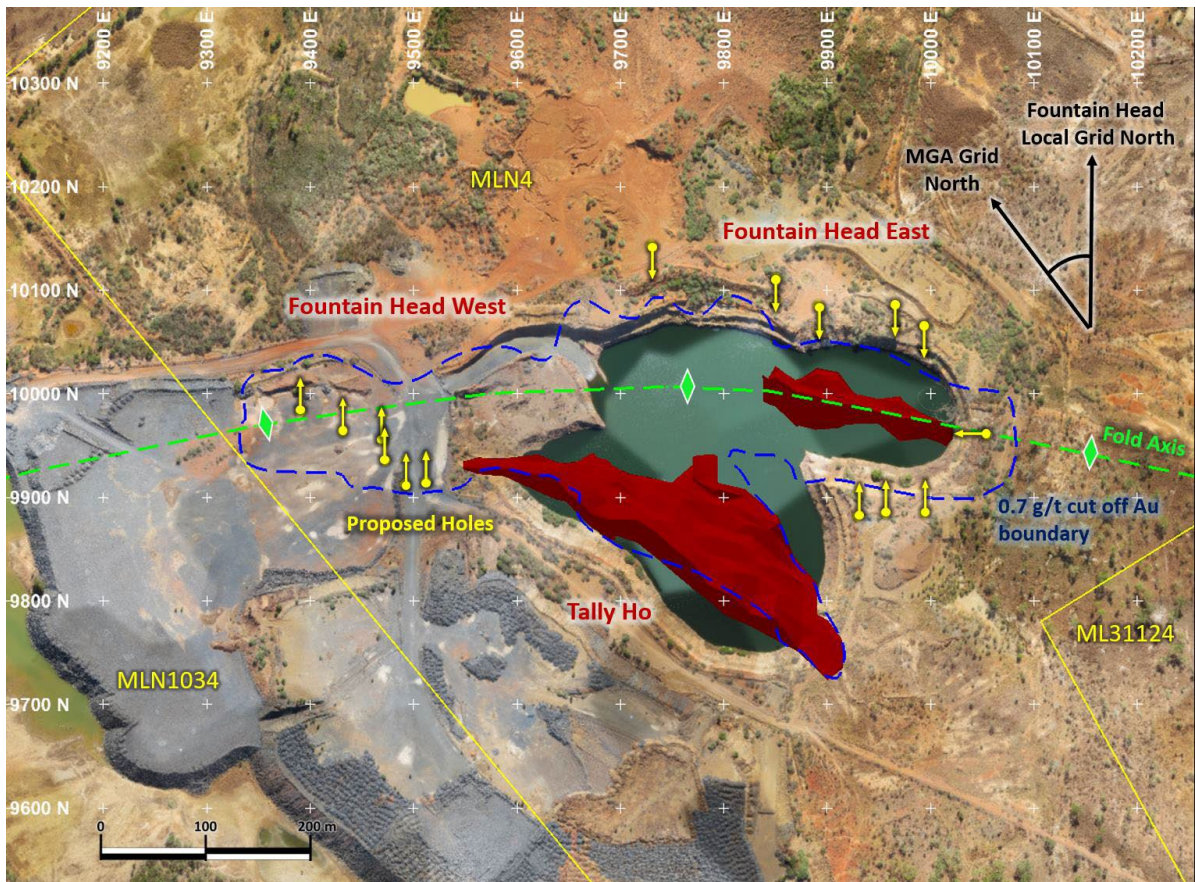 9200 E
9300 E
9400 E
9500 E
9600 E
9700 E
9800 E
9900 E
10000 E
10100 E
10200 E
10300 N
Fountain Head
Local Grid North
MGA Grid
North
10200 N
MLN4
Fountain Head East
10100 N
Fountain Head West
10000 N
Fold Axis
9900 N
0.7 g/t cut off Au
boundary
Proposed Holes
9800 N
Tally Ho
ML31124
MLN1034
9700 N
9600 N
0
100
200 m